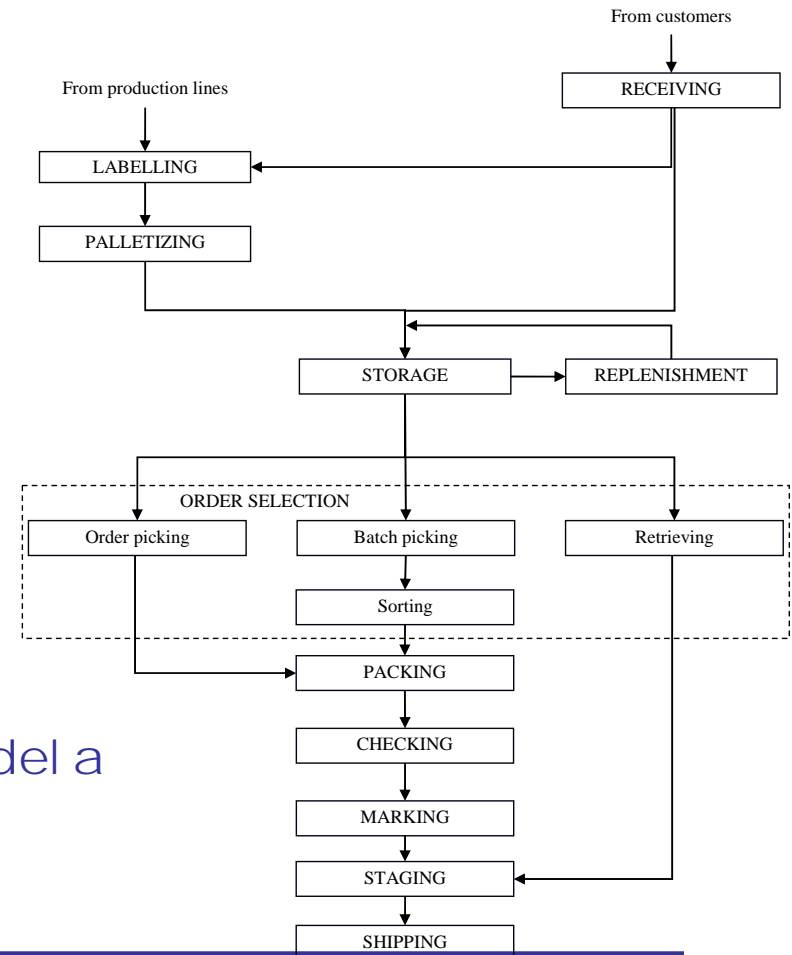 From customers
RECEIVING
From production lines
LABELLING
PALLETIZING
STORAGE
REPLENISHMENT
ORDER SELECTION
Order picking
Batch picking
Retrieving
Sorting
PACKING
CHECKING
del a
MARKING
STAGING
SHIPPING